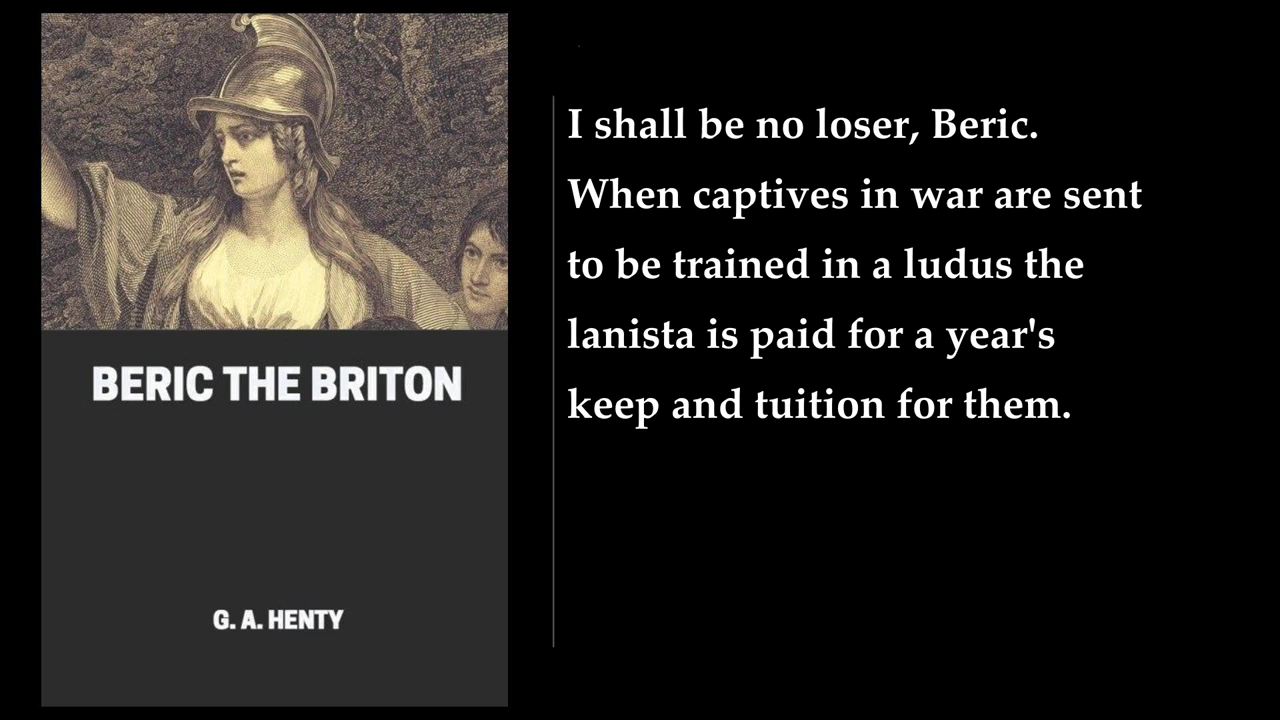 BERIC THE BRITON
G. A. HENTY
I shall be no loser, Beric.
When captives in war are sent
to be trained in a ludus the
lanista is paid for a year's
keep and tuition for them.